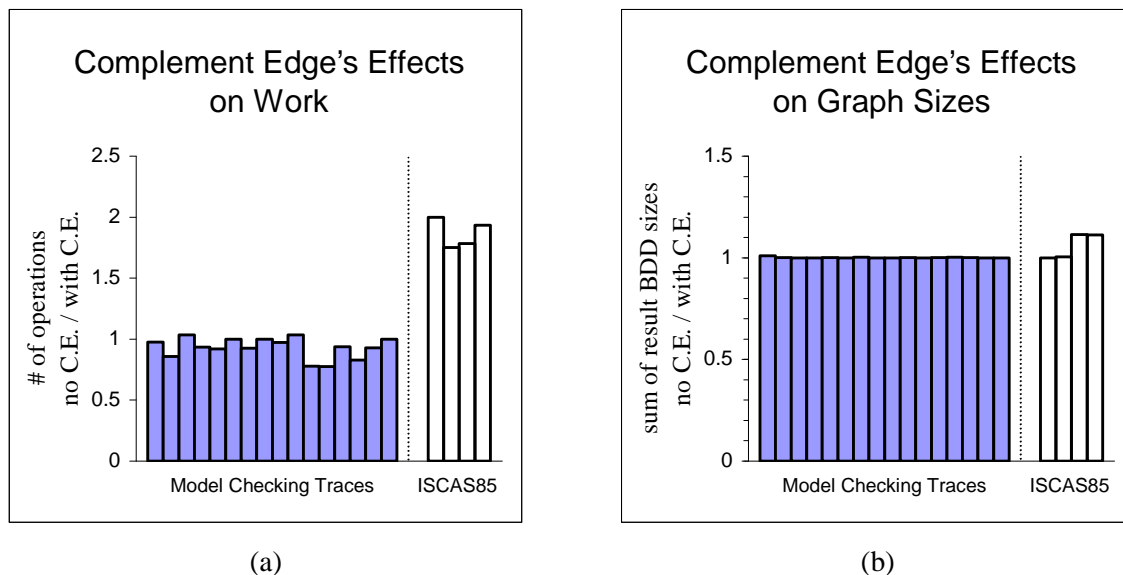 Complement Edge's Effects
on Work
# of operations
no C.E. / with C.E.
2.5
2
1.5
1
0.5
0
Model Checking Traces
ISCAS85
(a)
Complement Edge's Effects
on Graph Sizes
sum of result BDD sizes
no C.E. / with C.E.
1.5
1
0.5
0
Model Checking Traces
ISCAS85
(b)